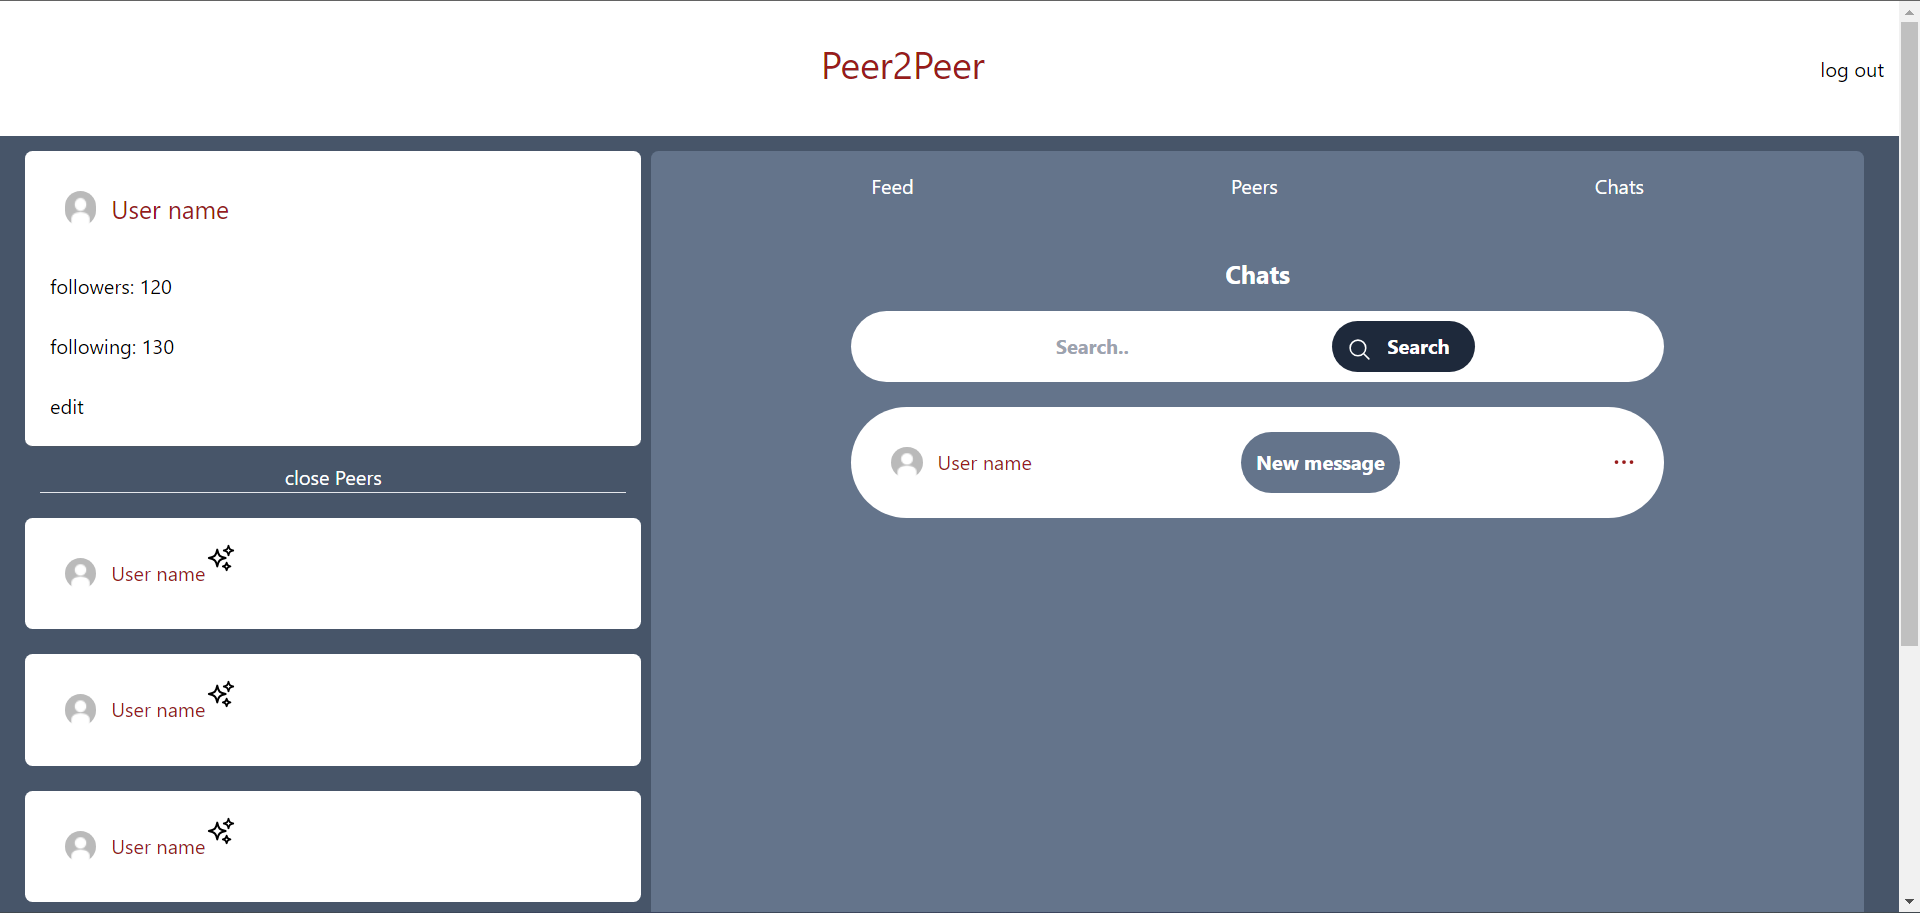 Peer2Peer
log out
User name
followers: 120
following: 130
edit
close Peers
User name
User name
User name
Feed Peers Chats
Chats
Search.. Search
User name New message ...